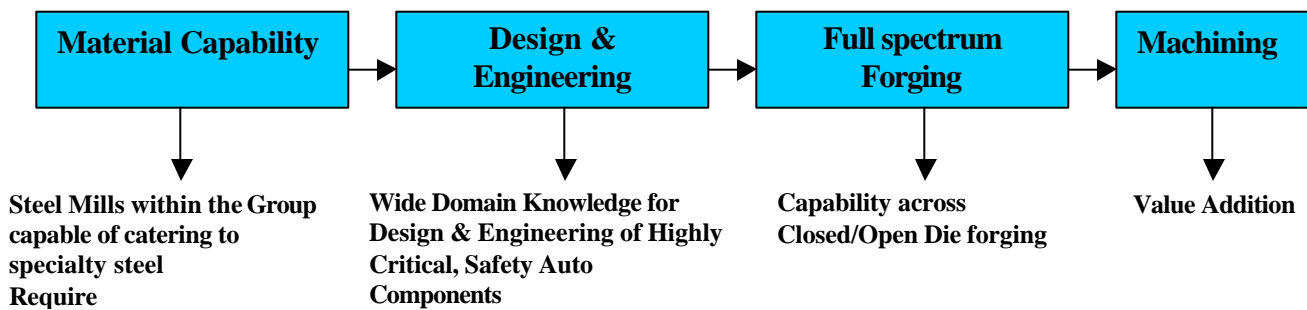 Material Capability
Design &
Engineering
Full spectrum
Forging
Machining
Steel Mills within the Group
capable of catering to
specialty steel
Require
Wide Domain Knowledge for
Design & Engineering of Highly
Critical, Safety Auto
Components
Capability across
Closed/Open Die forging
Value Addition